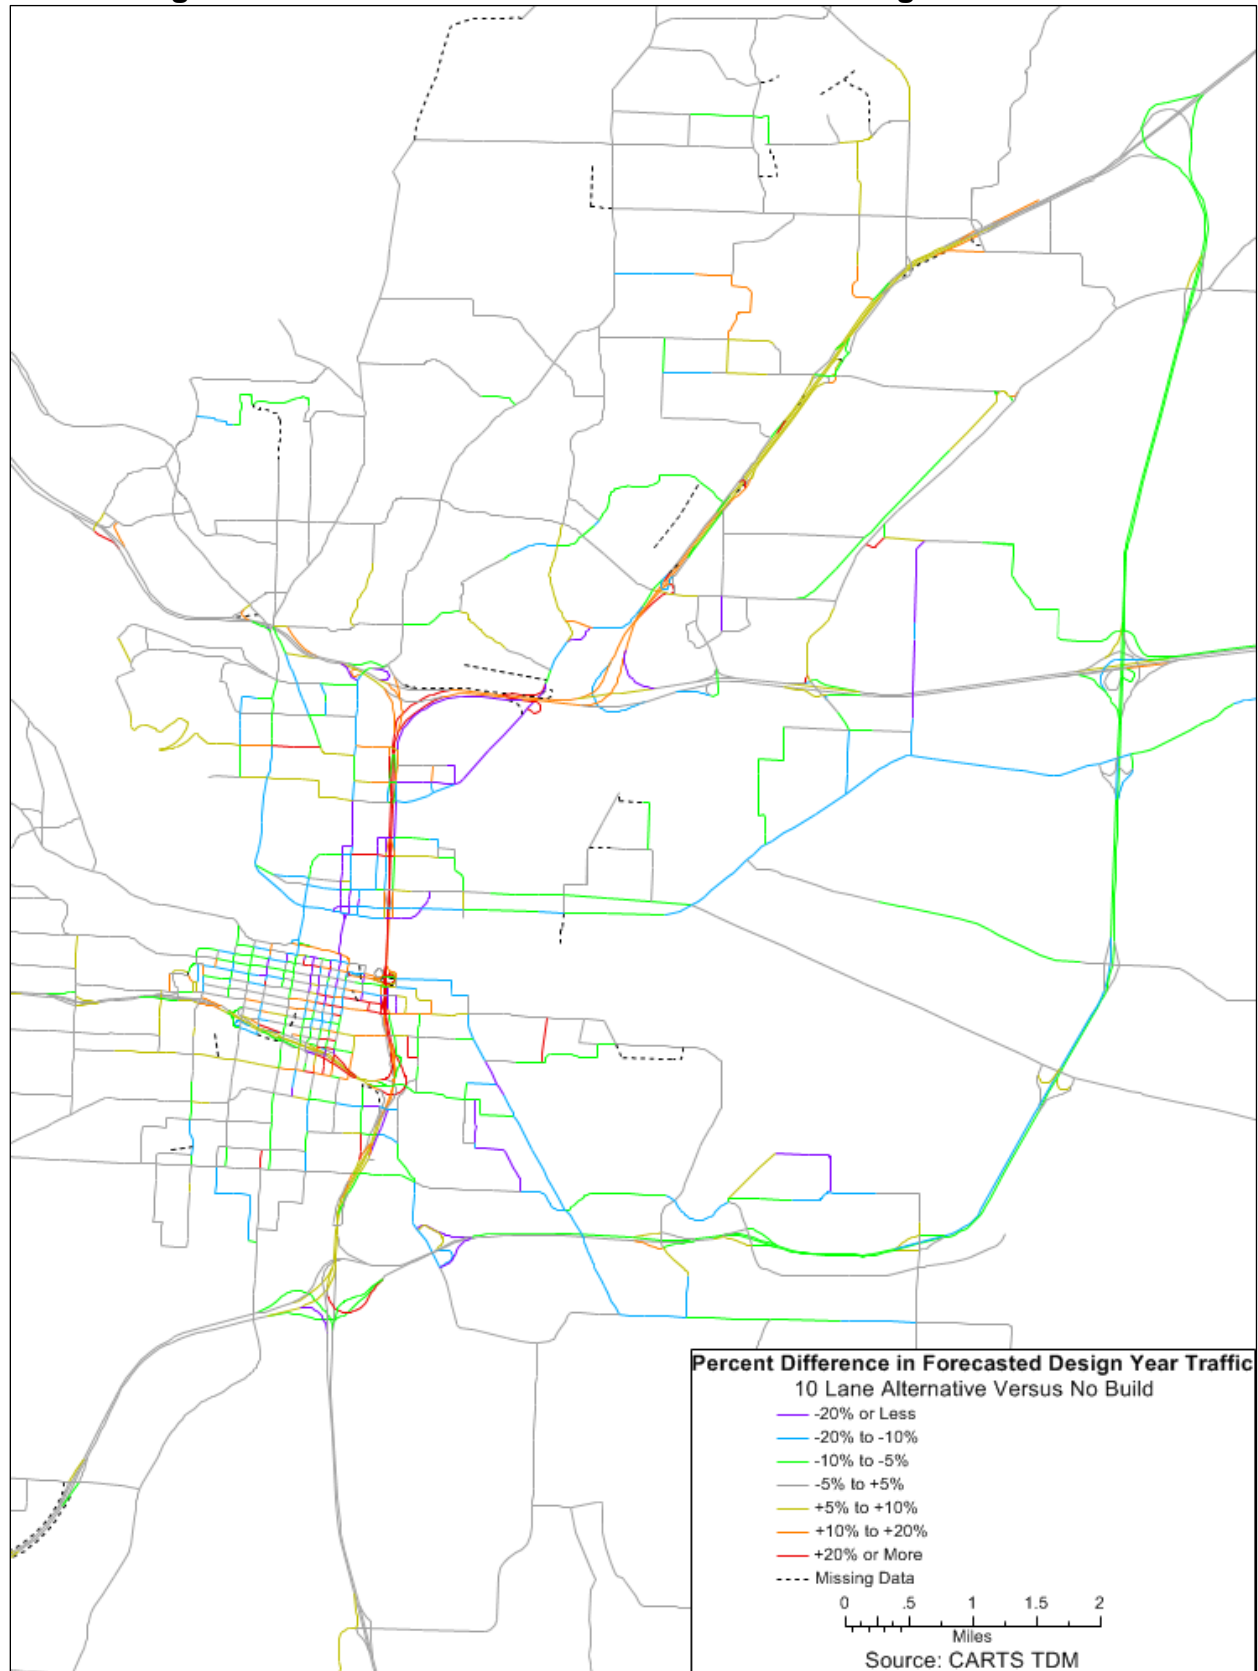 Percent Difference in Forecasted Design Year Traffic
10 Lane Alternative Versus No Build
-20% or Less
-20% to -10%
-10% to -5%
-5% to +5%
+5% to +10%
+10% to +20%
+20% or More
Missing Data
0 .5 1 1.5 2
Miles
Source: CARTS TDM